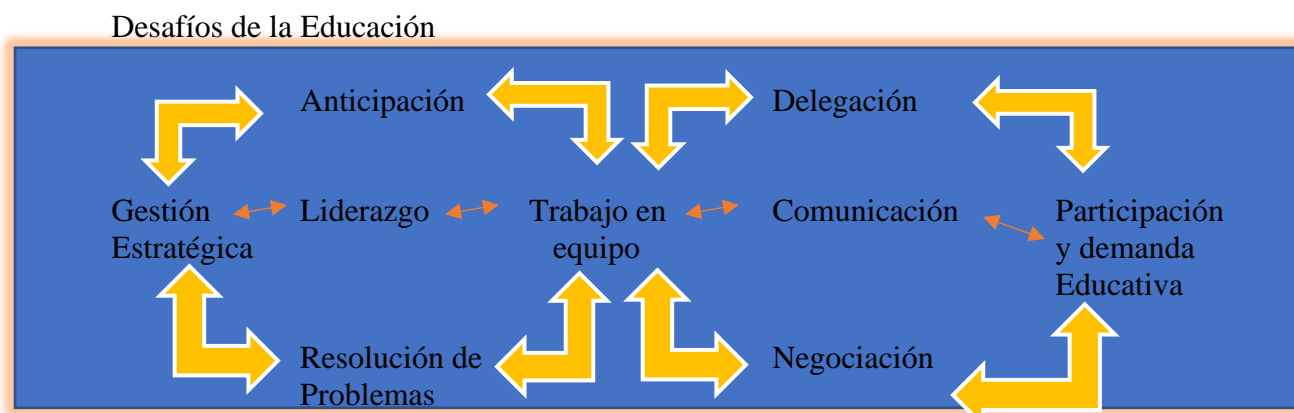 Desafíos de la Educación
Anticipación
Delegación
Gestión
Estratégica
Liderazgo
Trabajo en
equipo
Comunicación
Participación
y demanda
Educativa
Resolución de
Problemas
Negociación